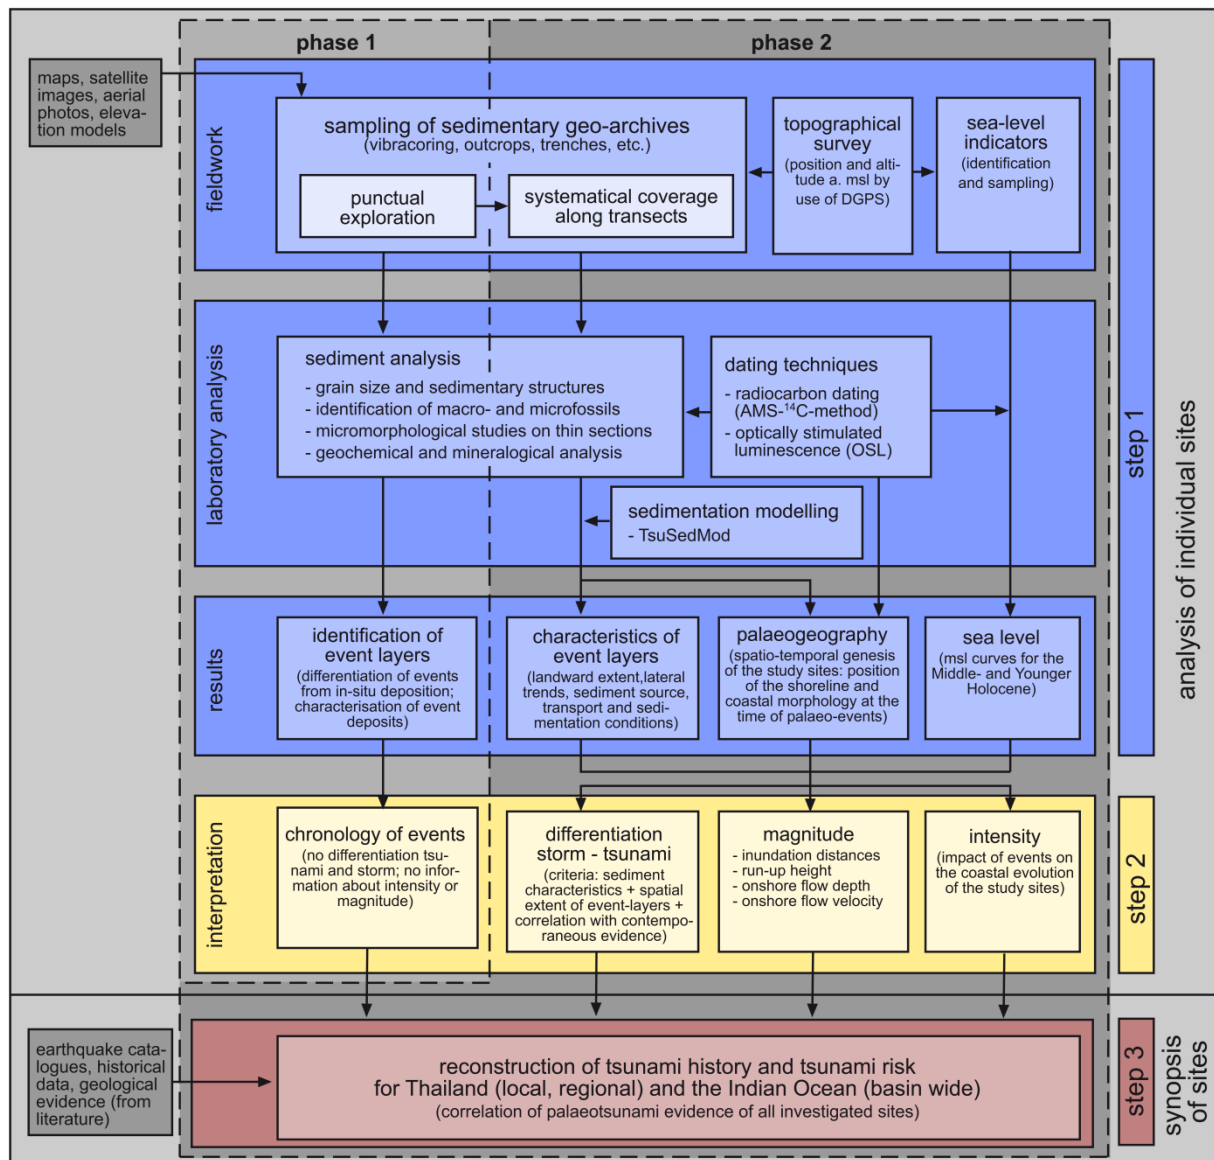 phase 1
phase 2
maps, satellite
images, aerial
photos, eleva-
tion models
fieldwork
sampling of sedimentary geo-archives
(vibracoring, outcrops, trenches, etc.)
punctual
exploration
systematical coverage
along transects
topographical
survey
(position and alti-
tude a. msl by
use of DGPS)
sea-level
indicators
(identification
and sampling)
laboratory analysis
sediment analysis
- grain size and sedimentary structures
- identification of macro- and microfossils
- micromorphological studies on thin sections
- geochemical and mineralogical analysis
dating techniques
- radiocarbon dating
(AMS-¹⁴C-method)
- optically stimulated
luminescence (OSL)
sedimentation modelling
- TsuSedMod
step 1
analysis of individual sites
results
identification of
event layers
(differentiation of events
from in-situ deposition;
characterisation of event
deposits)
characteristics of
event layers
(landward extent,lateral
trends, sediment source,
transport and sedi-
mentation conditions)
palaeogeography
(spatio-temporal genesis
of the study sites: position
of the shoreline and
coastal morphology at the
time of palaeo-events)
sea level
(msl curves for the
Middle- and Younger
Holocene)
interpretation
chronology of events
(no differentiation tsu-
nami and storm; no in-
formation about intensity or
magnitude)
differentiation
storm - tsunami
(criteria: sediment
characteristics + spatial
extent of event-layers +
correlation with contempo-
raneous evidence)
magnitude
- inundation distances
- run-up height
- onshore flow depth
- onshore flow velocity
intensity
(impact of events on
the coastal evolution
of the study sites)
step 2
earthquake cata-
logues, historical
data, geological
evidence (from
literature)
reconstruction of tsunami history and tsunami risk
for Thailand (local, regional) and the Indian Ocean (basin wide)
(correlation of palaeotsunami evidence of all investigated sites)
step 3
synopsis
of sites